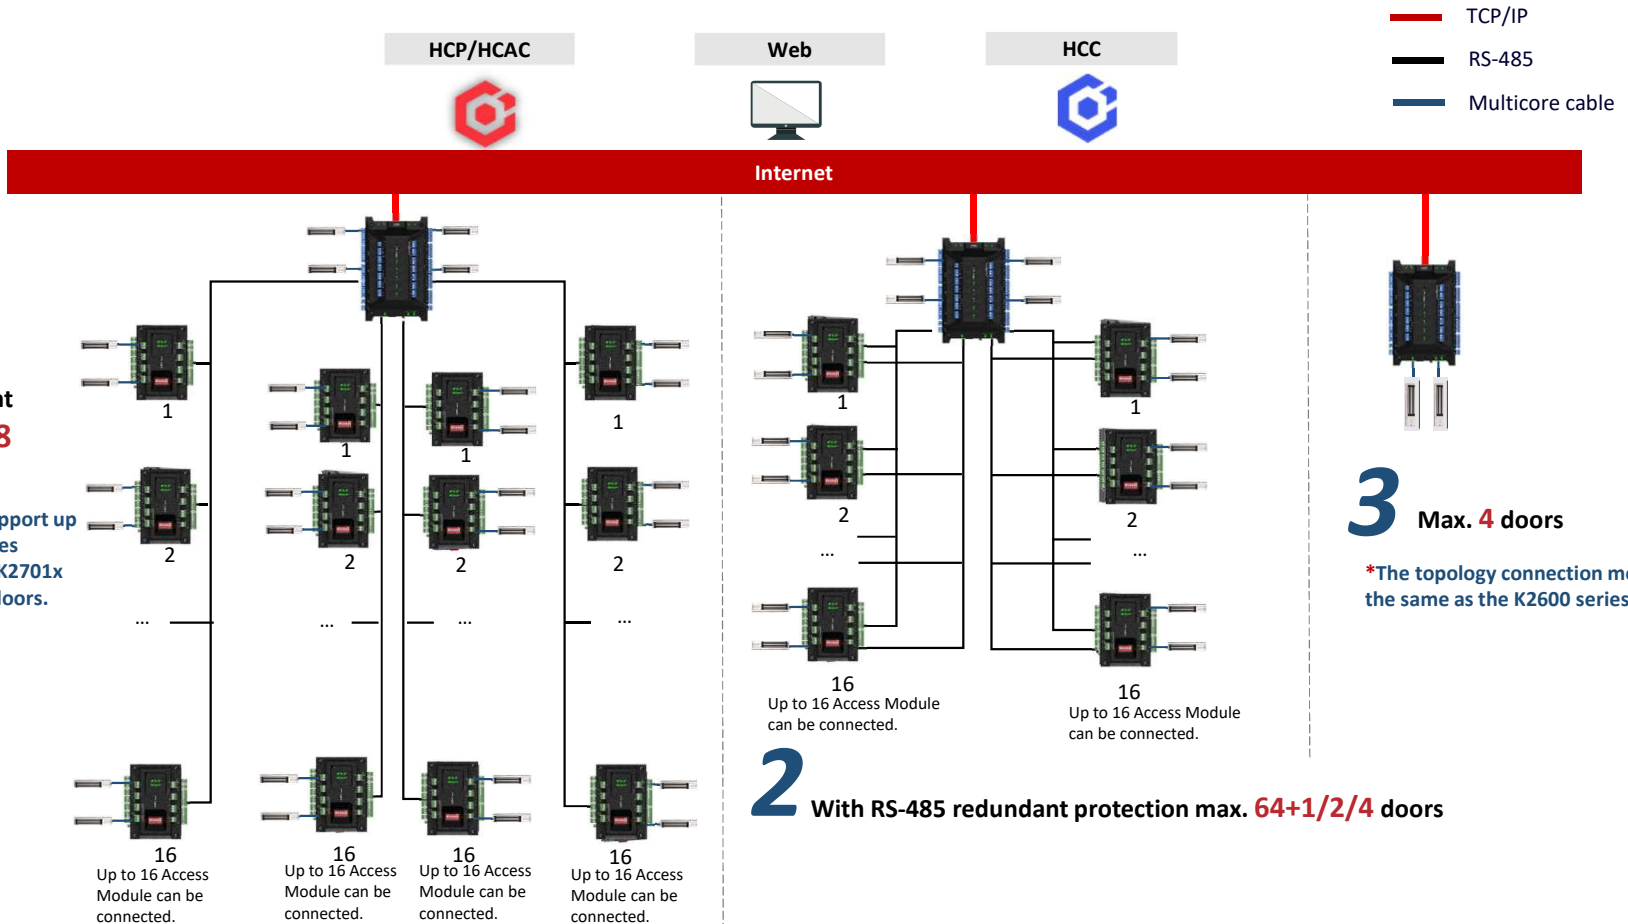 TCP/IP
RS-485
Multicore cable
HCP/HCAC
Web
HCC
Internet
1
1
1
1
2
2
2
2
...
...
...
...
16
Up to 16 Access
Module can be
connected.
16
Up to 16 Access
Module can be
connected.
16
Up to 16 Access
Module can be
connected.
16
Up to 16 Access
Module can be
connected.
8
pport up
K2701x
doors.
1
1
2
2
...
...
16
Up to 16 Access Module
can be connected.
16
Up to 16 Access Module
can be connected.
2 With RS-485 redundant protection max. 64+1/2/4 doors
3 Max. 4 doors
*The topology connection
the same as the K2600 series